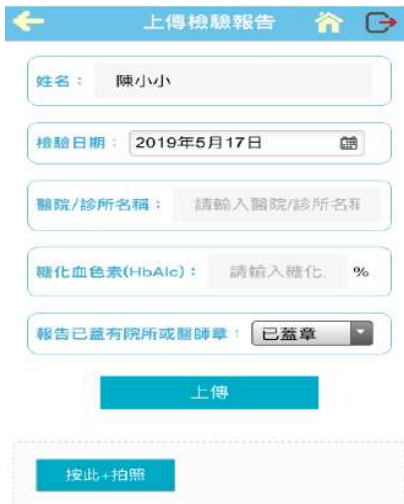 上傳檢驗報告
姓名： 陳小小
檢驗日期： 2019年5月17日
醫院/診所名稱： 請輸入醫院/診所名稱
糖化血色素(HbAlc)： 請輸入糖化. %
報告已蓋有院所或醫師章： 已蓋章
上傳
按此+拍照